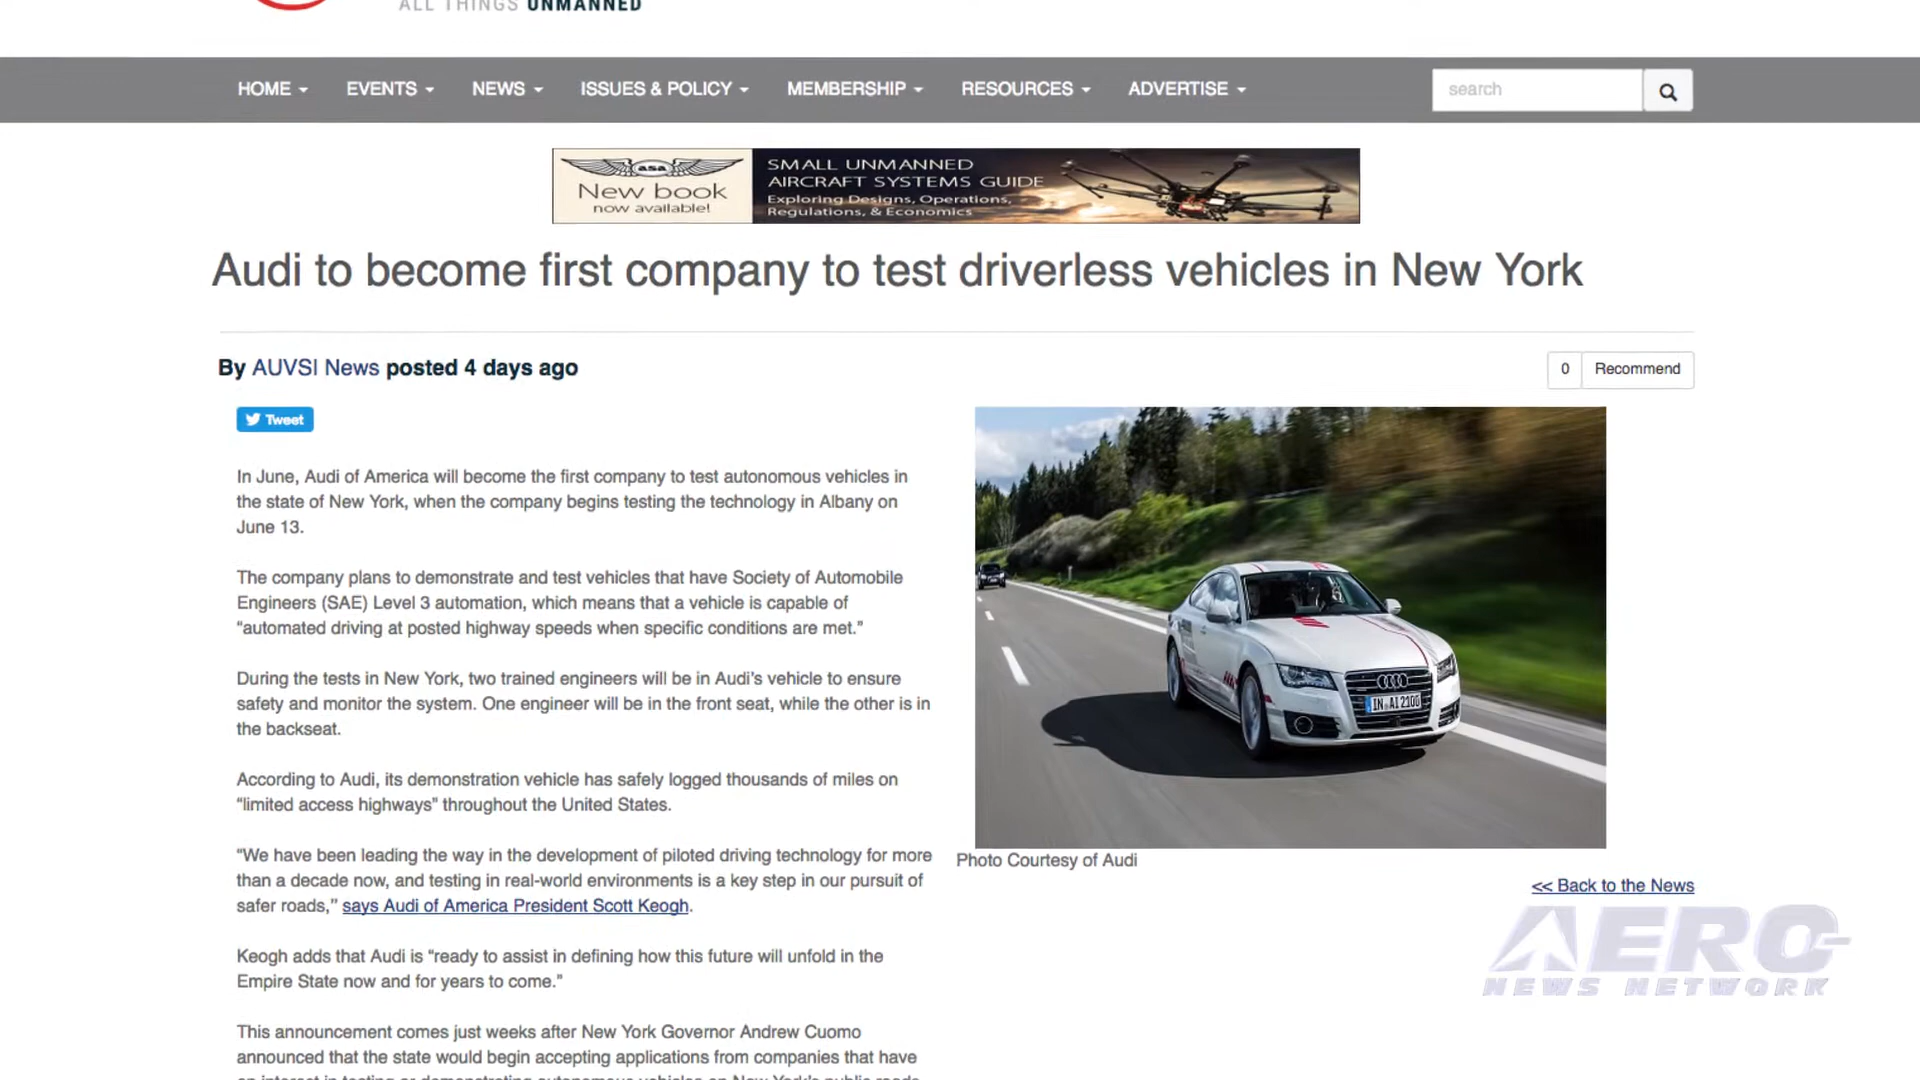 ALL THINGS UNMANNED
HOME
EVENTS
NEWS
ISSUES & POLICY
MEMBERSHIP
RESOURCES
ADVERTISE
search
ASA
New book
now available!
SMALL UNMANNED
AIRCRAFT SYSTEMS GUIDE
Exploring Designs, Operations,
Regulations, & Economics
Audi to become first company to test driverless vehicles in New York
By AUVSI News posted 4 days ago
0 Recommend
Tweet
In June, Audi of America will become the first company to test autonomous vehicles in
the state of New York, when the company begins testing the technology in Albany on
June 13.
The company plans to demonstrate and test vehicles that have Society of Automobile
Engineers (SAE) Level 3 automation, which means that a vehicle is capable of
“automated driving at posted highway speeds when specific conditions are met.”
During the tests in New York, two trained engineers will be in Audi’s vehicle to ensure
safety and monitor the system. One engineer will be in the front seat, while the other is in
the backseat.
According to Audi, its demonstration vehicle has safely logged thousands of miles on
“limited access highways” throughout the United States.
“We have been leading the way in the development of piloted driving technology for more
than a decade now, and testing in real-world environments is a key step in our pursuit of
safer roads,” says Audi of America President Scott Keogh.
Keogh adds that Audi is “ready to assist in defining how this future will unfold in the
Empire State now and for years to come.”
This announcement comes just weeks after New York Governor Andrew Cuomo
announced that the state would begin accepting applications from companies that have
an interest in testing or demonstrating autonomous vehicles on New York's public roads
IN AI 2100
Photo Courtesy of Audi
<< Back to the News
AERO
NEWS NETWORK